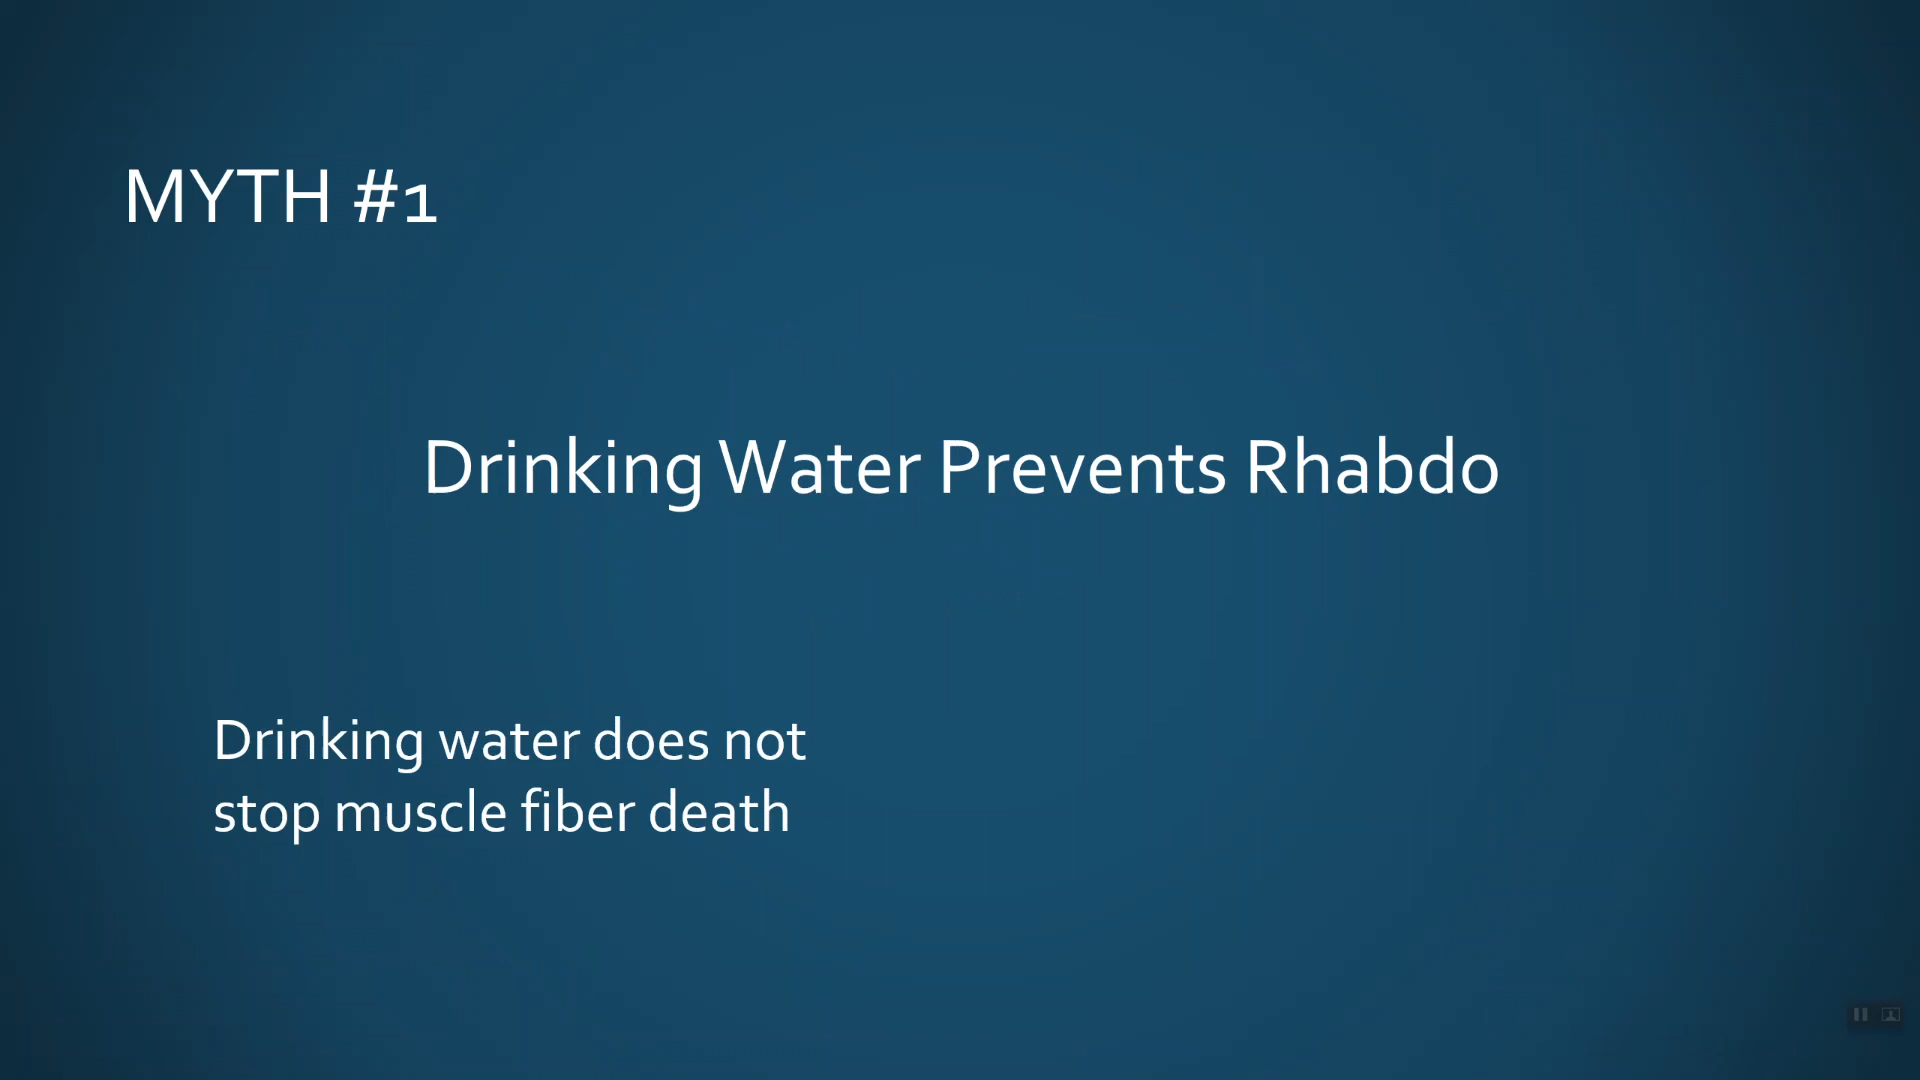 MYTH #1
Drinking Water Prevents Rhabdo
Drinking water does not
stop muscle fiber death